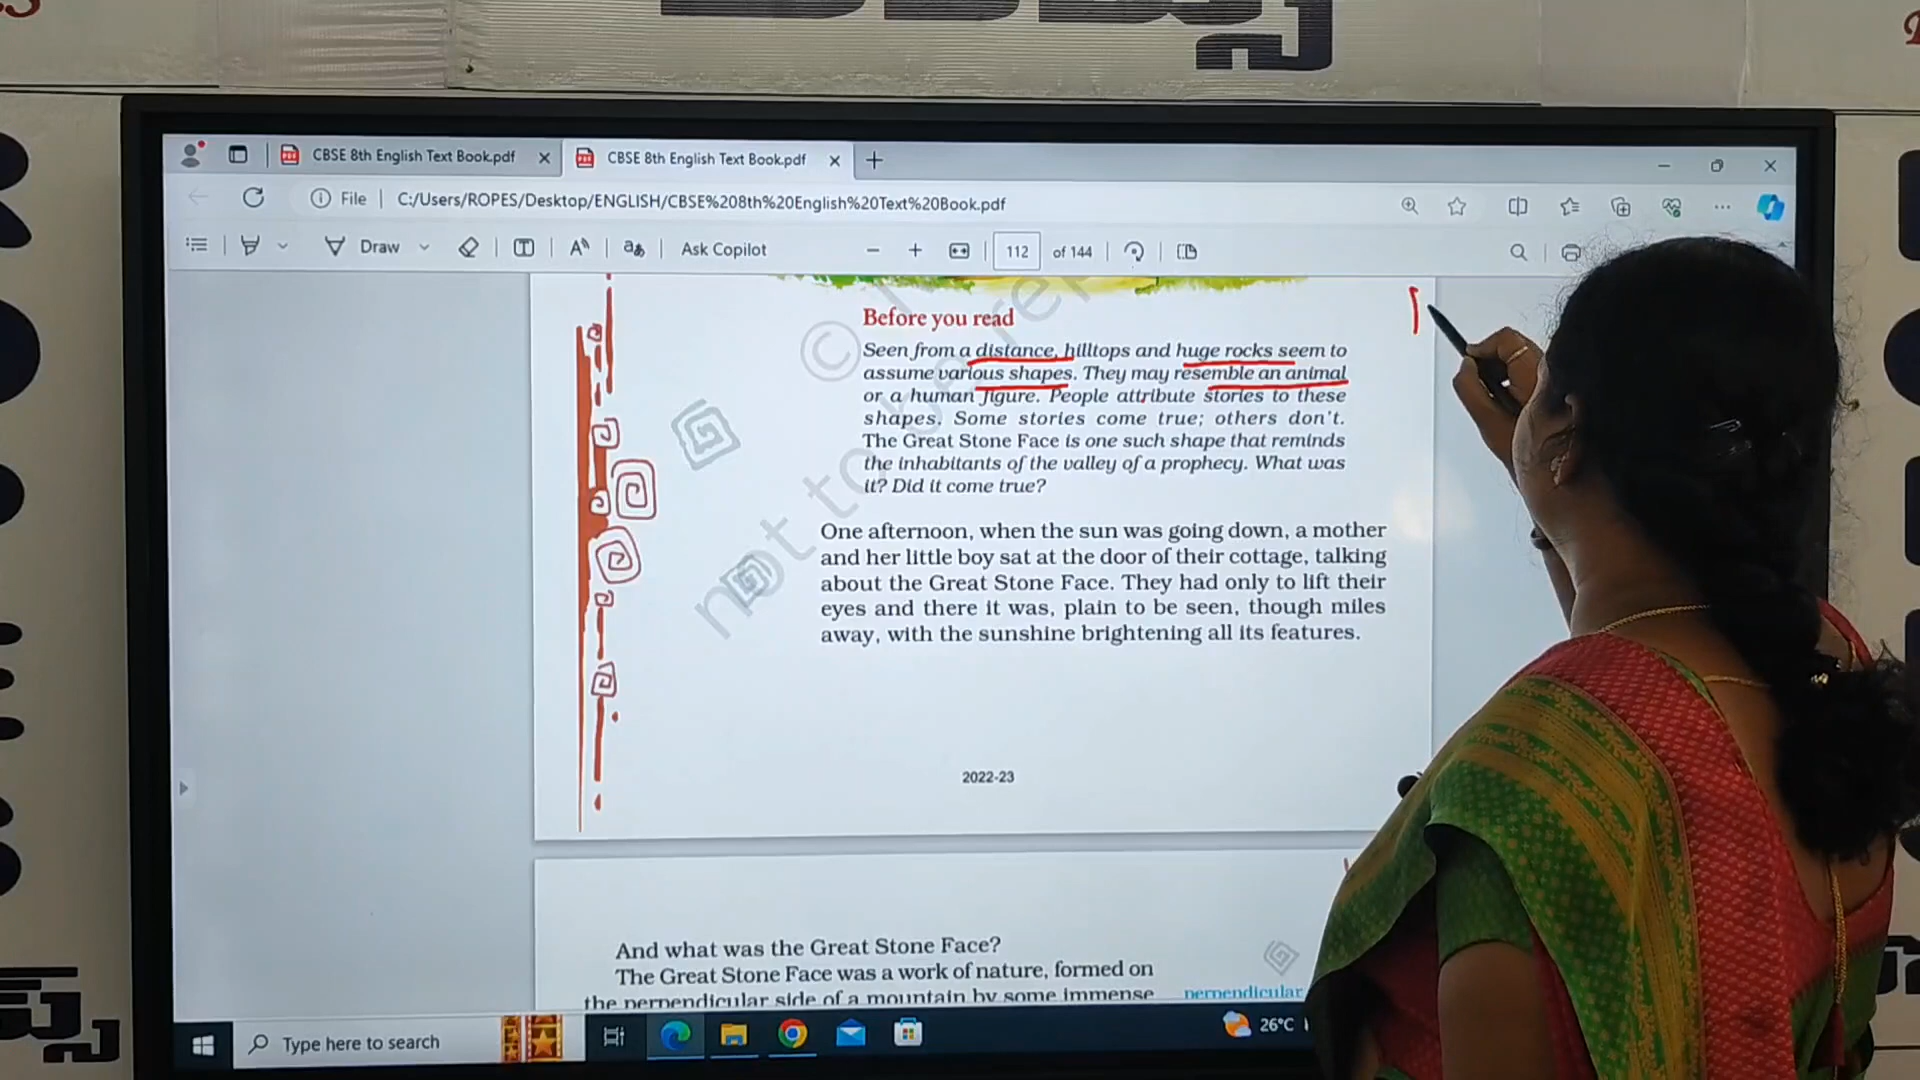 CBSE 8th English Text Book.pdf
CBSE 8th English Text Book.pdf
File
C:/Users/ROPES/Desktop/ENGLISH/CBSE%208th%20English%20Text%20Book.pdf
Draw
Ask Copilot
112 of 144
Before you read
Seen from a distance, hilltops and huge rocks seem to
assume various shapes. They may resemble an animal
or a human figure. People attribute stories to these
shapes. Some stories come true; others don't.
The Great Stone Face is one such shape that reminds
the inhabitants of the valley of a prophecy. What was
it? Did it come true?
One afternoon, when the sun was going down, a mother
and her little boy sat at the door of their cottage, talking
about the Great Stone Face. They had only to lift their
eyes and there it was, plain to be seen, though miles
away, with the sunshine brightening all its features.
not to be rep
2022-23
And what was the Great Stone Face?
The Great Stone Face was a work of nature, formed on
the perpendicular side of a mountain by some immense
perpendicular
Type here to search
26°C